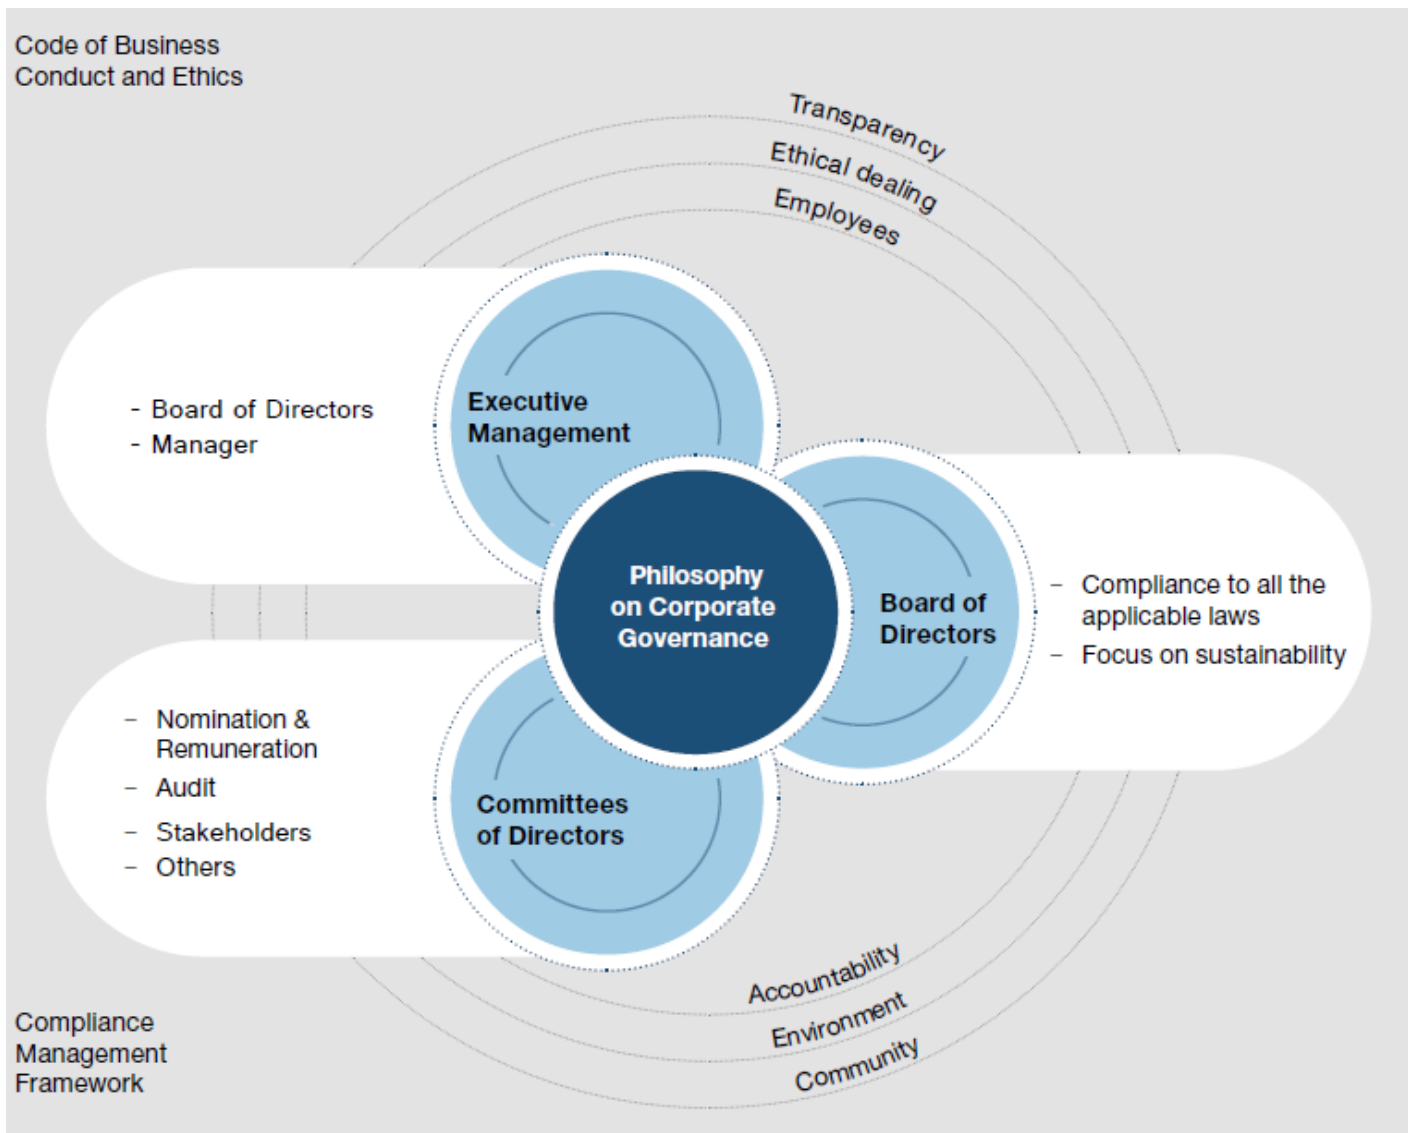 Code of Business
Conduct and Ethics
Transparency
Ethical dealing
Employees
- Board of Directors
- Manager
Executive
Management
Philosophy
on Corporate
Governance
Board of
Directors
– Compliance to all the
applicable laws
– Focus on sustainability
– Nomination &
Remuneration
– Audit
– Stakeholders
– Others
Committees
of Directors
Accountability
Environment
Community
Compliance
Management
Framework